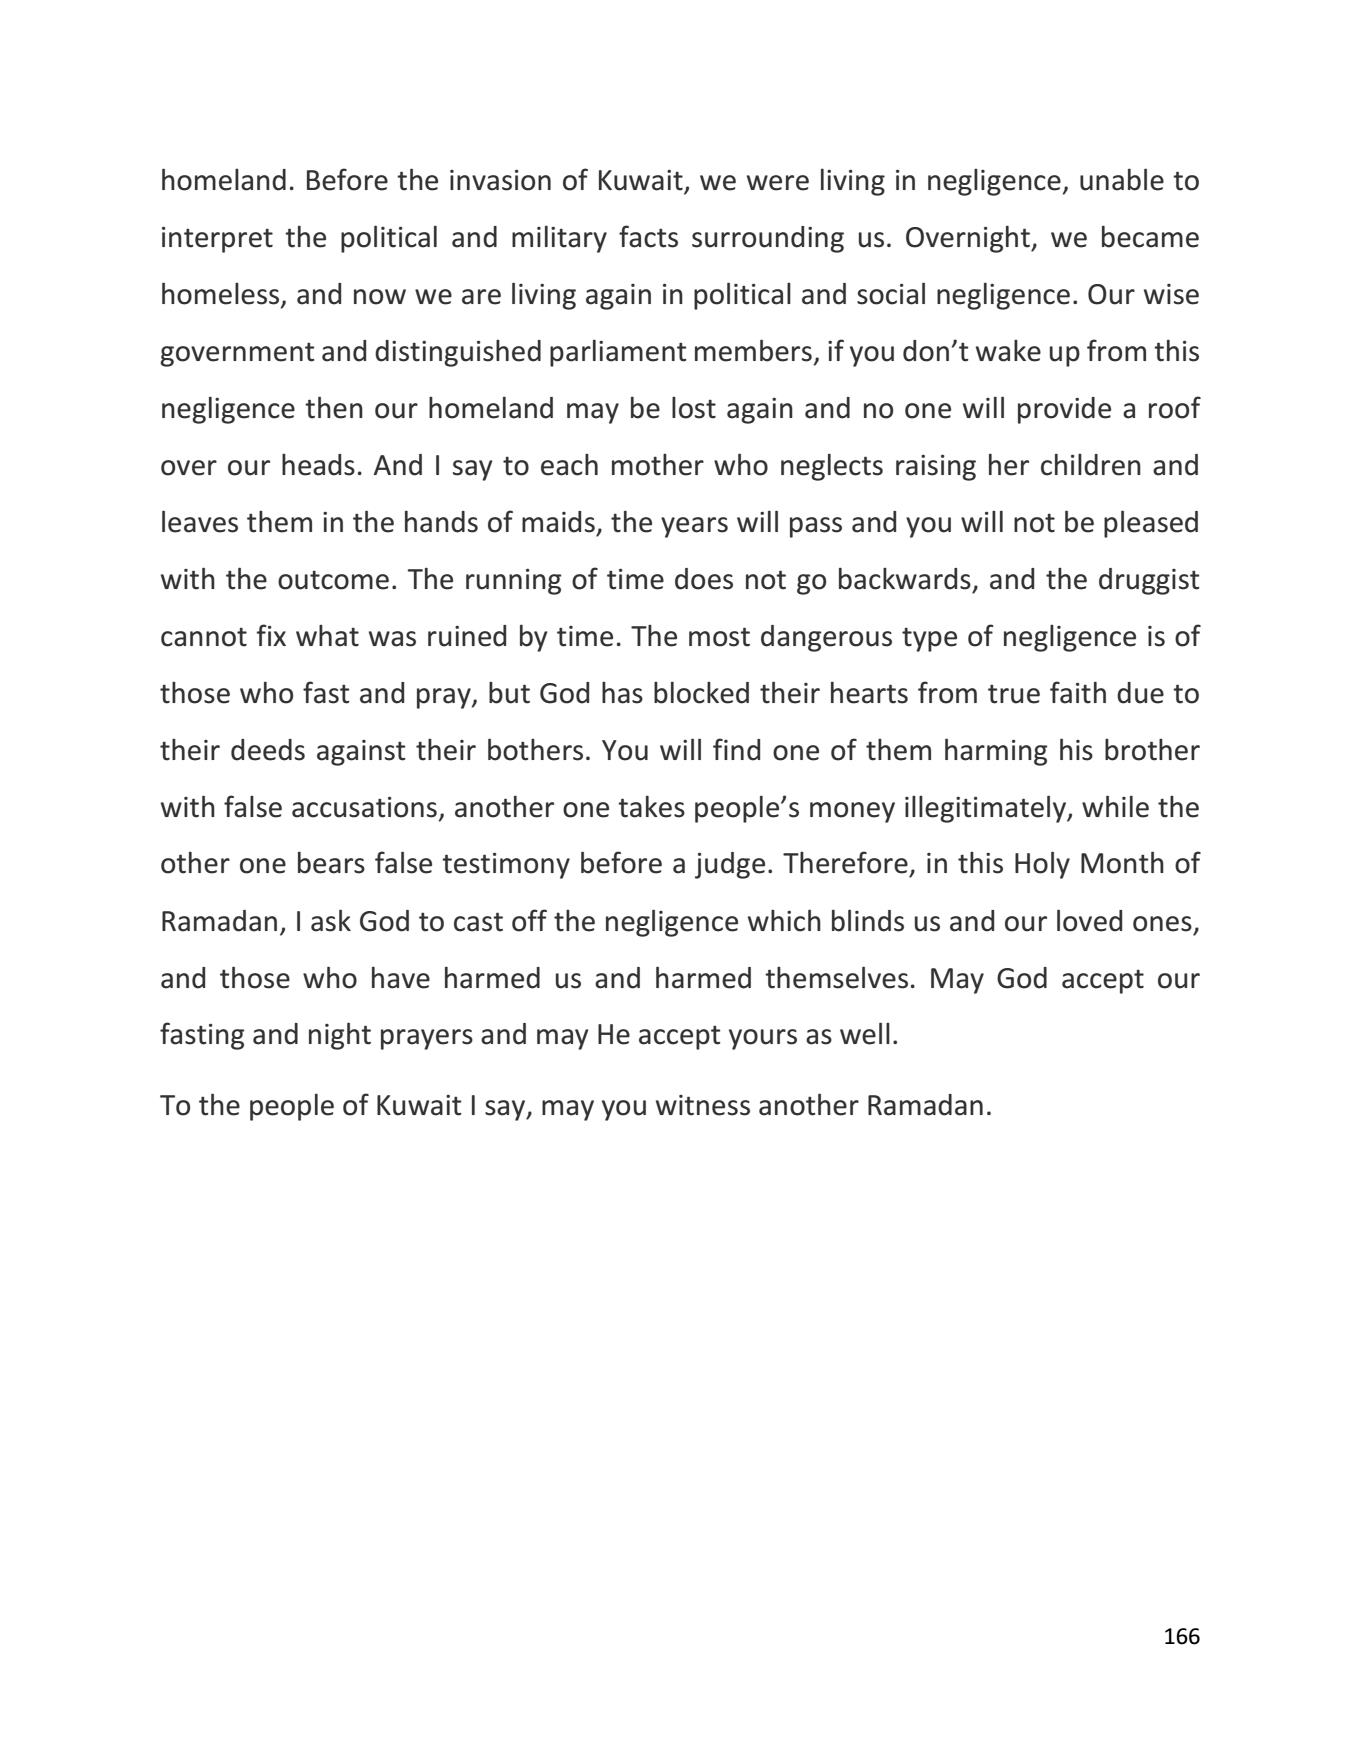 homeland. Before the invasion of Kuwait, we were living in negligence, unable to
interpret the political and military facts surrounding us. Overnight, we became
homeless, and now we are living again in political and social negligence. Our wise
government and distinguished parliament members, if you don’t wake up from this
negligence then our homeland may be lost again and no one will provide a roof
over our heads. And I say to each mother who neglects raising her children and
leaves them in the hands of maids, the years will pass and you will not be pleased
with the outcome. The running of time does not go backwards, and the druggist
cannot fix what was ruined by time. The most dangerous type of negligence is of
those who fast and pray, but God has blocked their hearts from true faith due to
their deeds against their bothers. You will find one of them harming his brother
with false accusations, another one takes people’s money illegitimately, while the
other one bears false testimony before a judge. Therefore, in this Holy Month of
Ramadan, I ask God to cast off the negligence which blinds us and our loved ones,
and those who have harmed us and harmed themselves. May God accept our
fasting and night prayers and may He accept yours as well.
To the people of Kuwait I say, may you witness another Ramadan.
166